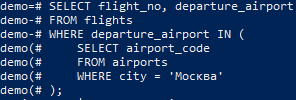 demo=# SELECT flight_no, departure_airport
demo-# FROM flights
demo-# WHERE departure_airport IN (
demo(#     SELECT airport_code
demo(#     FROM airports
demo(#     WHERE city = 'Москва'
demo(# );